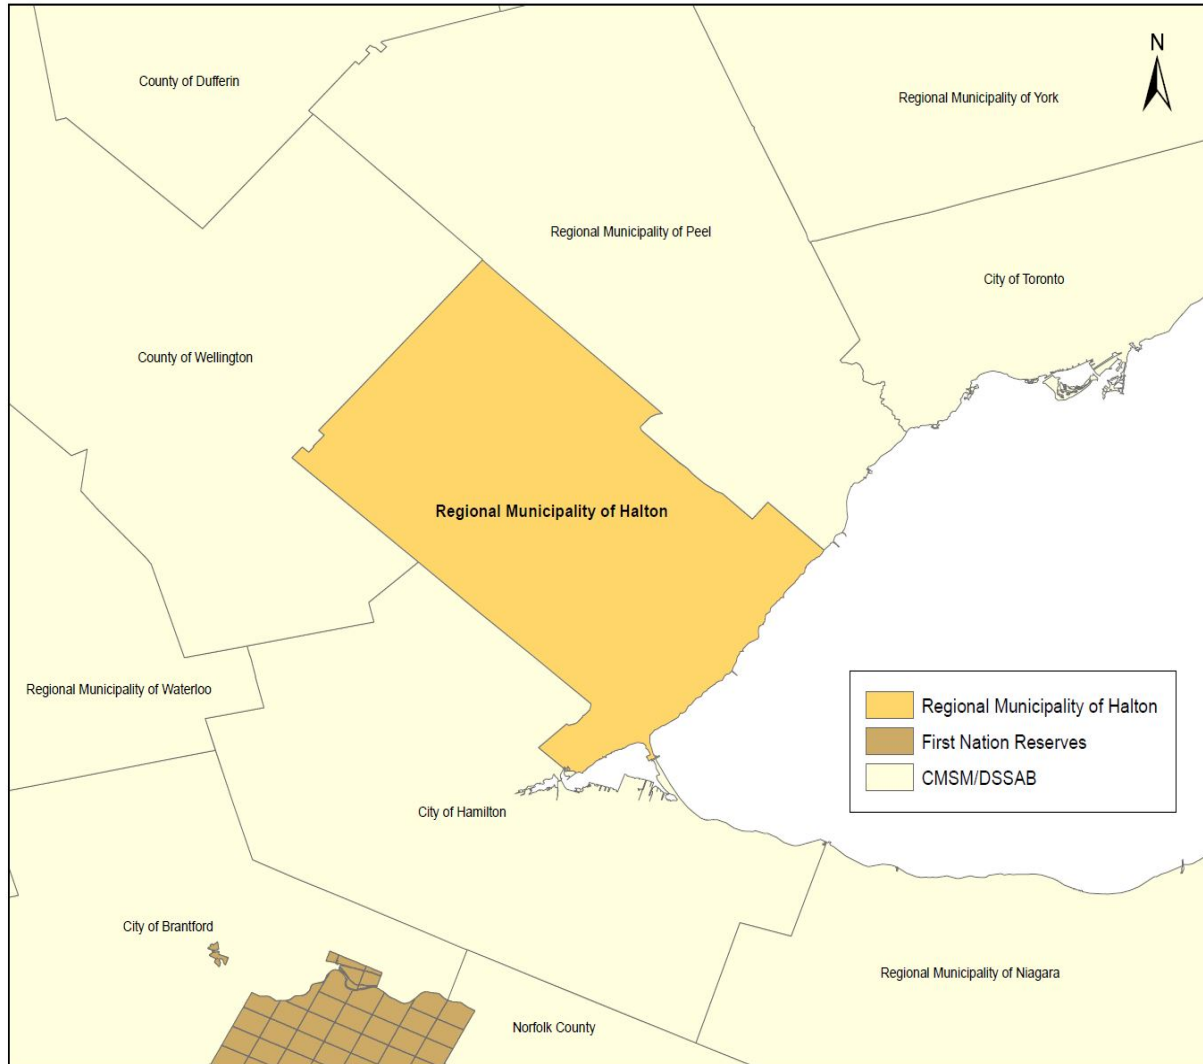 N
County of Dufferin
Regional Municipality of York
Regional Municipality of Peel
City of Toronto
County of Wellington
Regional Municipality of Halton
Regional Municipality of Waterloo
Regional Municipality of Halton
First Nation Reserves
CMSM/DSSAB
City of Hamilton
City of Brantford
Regional Municipality of Niagara
Norfolk County